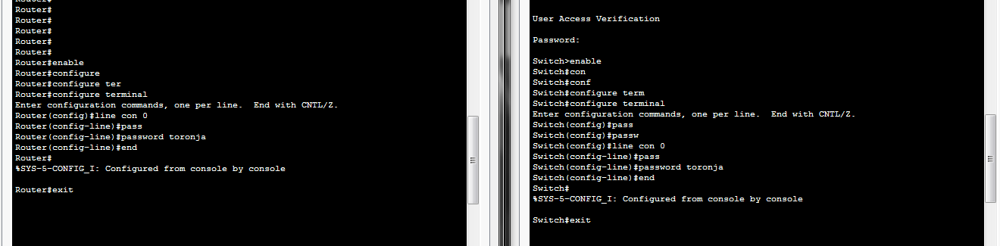 Router#
Router#
Router#
Router#
Router#
Router#
Router#enable
Router#configure
Router#configure ter
Router#configure terminal
Enter configuration commands, one per line.  End with CNTL/Z.
Router(config)#line con 0
Router(config-line)#pass
Router(config-line)#password toronja
Router(config-line)#end
Router#
%SYS-5-CONFIG_I: Configured from console by console
Router#exit
User Access Verification
Password:
Switch>enable
Switch#con
Switch#conf
Switch#configure term
Switch#configure terminal
Enter configuration commands, one per line.  End with CNTL/Z.
Switch(config)#pass
Switch(config)#passw
Switch(config)#line con 0
Switch(config-line)#pass
Switch(config-line)#password toronja
Switch(config-line)#end
Switch#
%SYS-5-CONFIG_I: Configured from console by console
Switch#exit